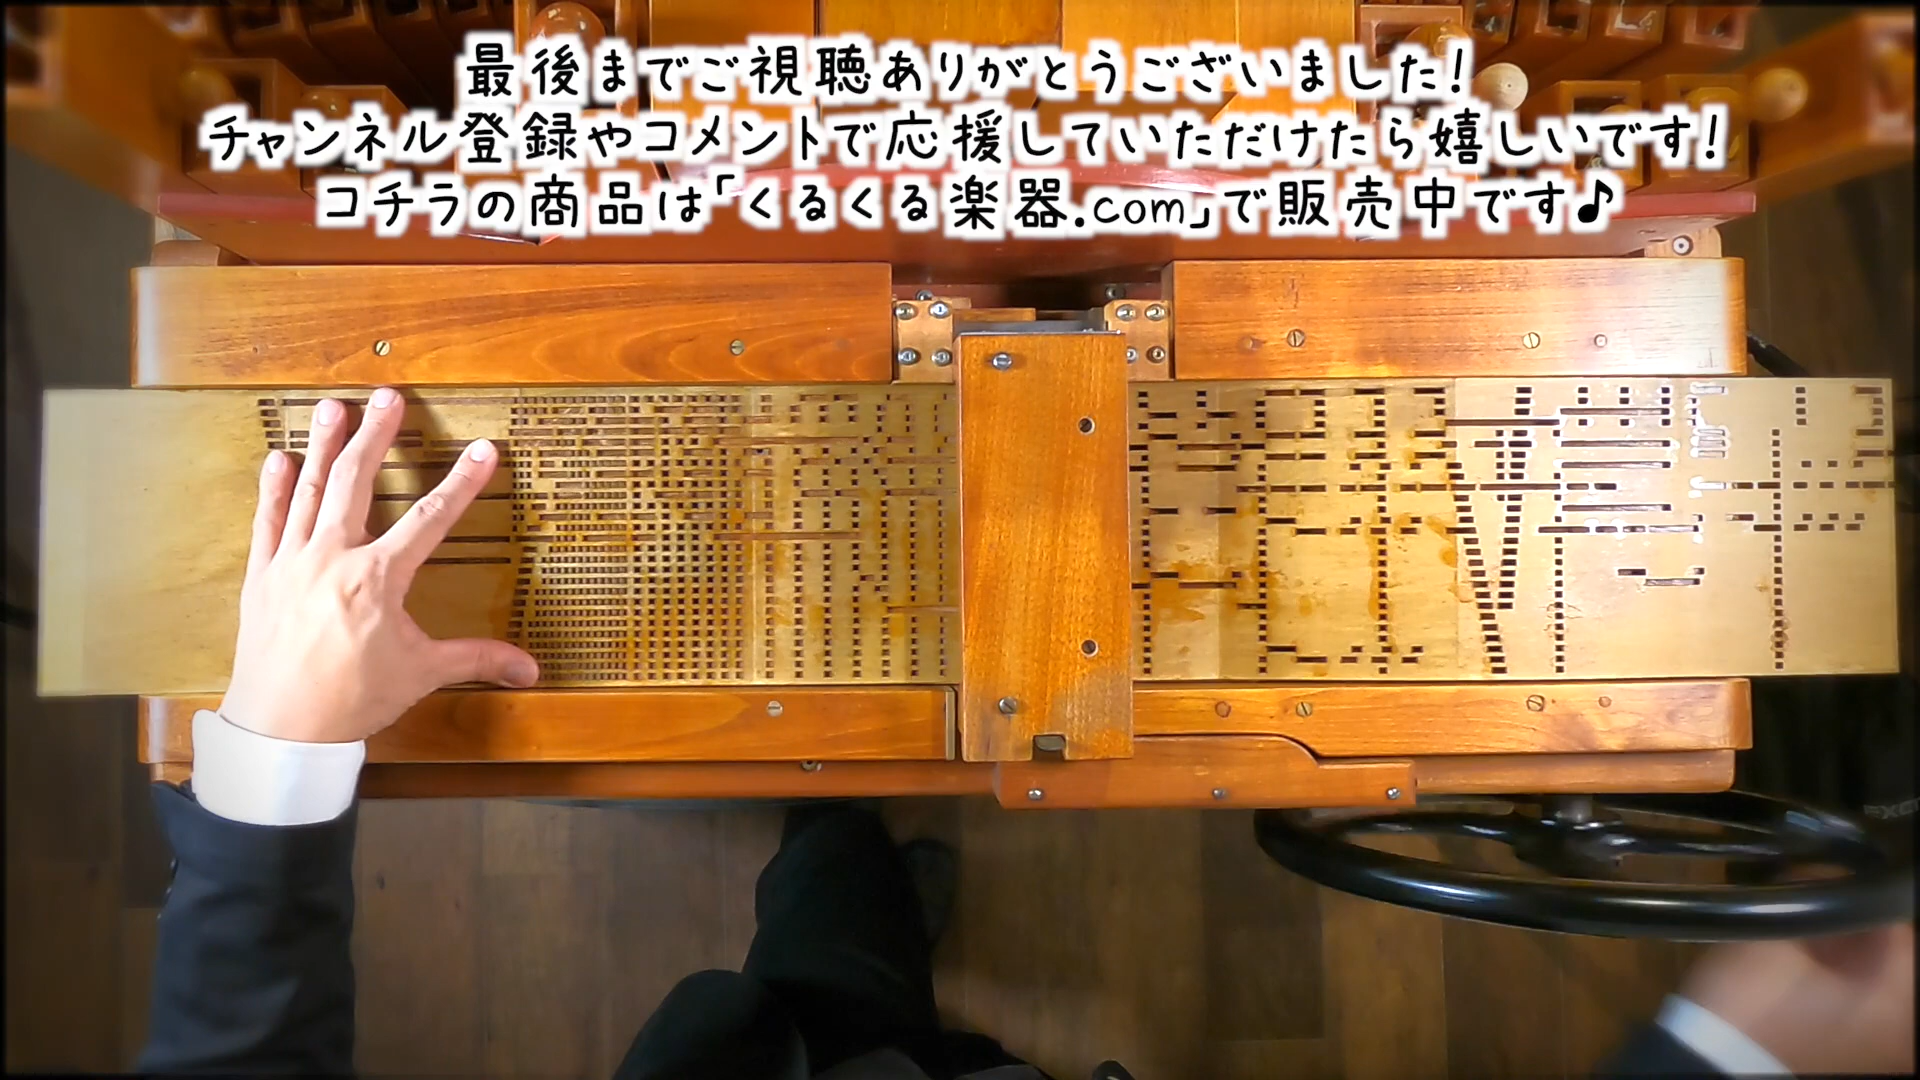 最後までご視聴ありがとうございました!
チャンネル登録やコメントで応援していただけたら嬉しいです!
コチラの商品は「くるくる楽器.com」で販売中です♪